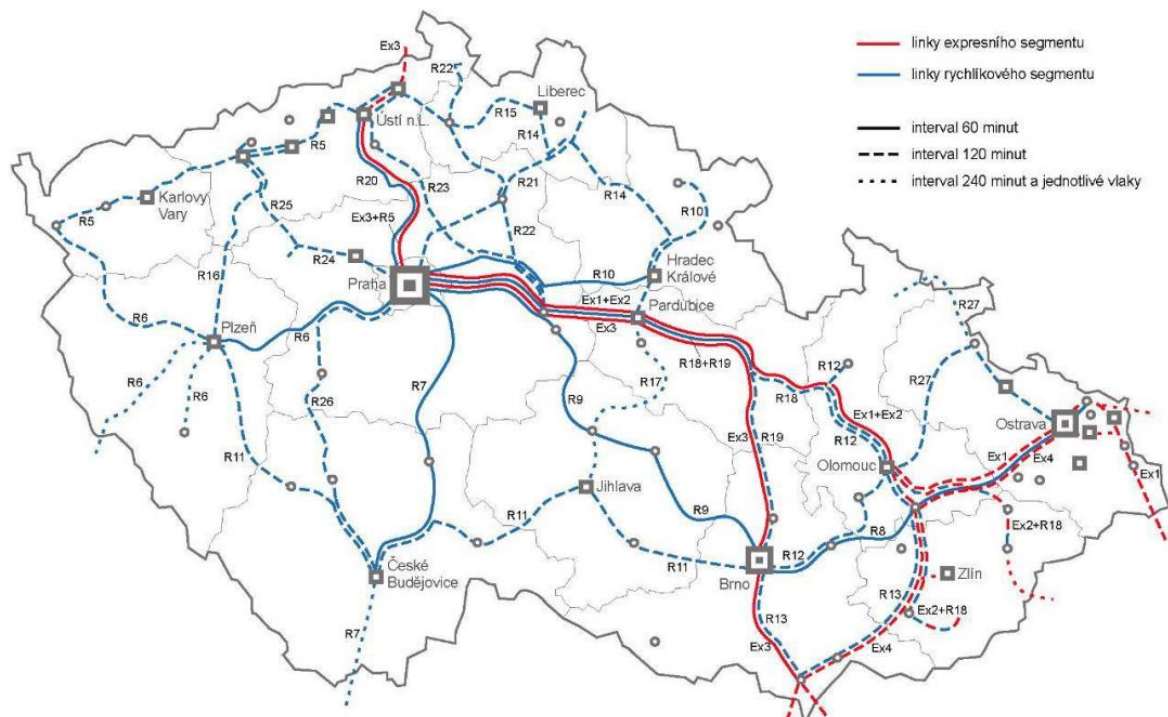 Ex3
R22
linky expresního segmentu
linky rychlíkového segmentu
interval 60 minut
interval 120 minut
interval 240 minut a jednotlivé vlaky
Liberec
R15
Ústí n.L.
R14
R5
R20
R23
R21
R14
Karlovy
Vary
R25
R10
R5
Ex3+R5
R22
R24
R16
Praha
R10
Hradec
Králové
Ex1+Ex2
Pardubice
Ex3
R27
R6
Plzeň
R6
R18+R19
R12
R6
R7
R17
R18
R27
R6
R26
R9
Ex1+Ex2
R12
Ostrava
Ex3
R19
Ex1
Ex4
R11
Olomouc
Ex1
Jihlava
R11
R9
Ex2+R18
R8
R11
R12
České
Budějovice
Brno
Zlín
R13
R13
Ex2+R18
R7
Ex3
Ex4